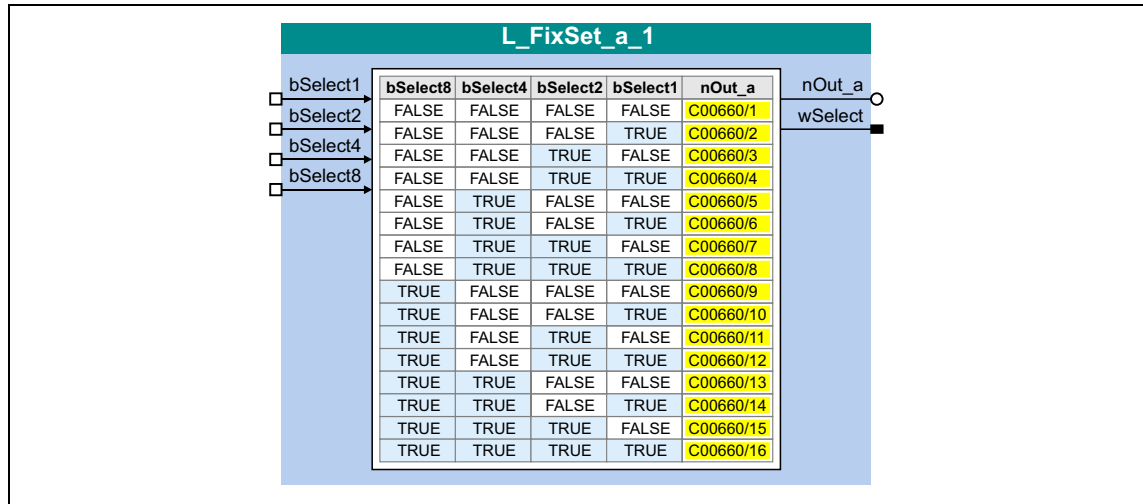 L_FixSet_a_1
bSelect1
bSelect2
bSelect4
bSelect8
bSelect8 bSelect4 bSelect2 bSelect1 nOut_a
FALSE FALSE FALSE FALSE C00660/1
FALSE FALSE FALSE TRUE C00660/2
FALSE FALSE TRUE FALSE C00660/3
FALSE FALSE TRUE TRUE C00660/4
FALSE TRUE FALSE FALSE C00660/5
FALSE TRUE FALSE TRUE C00660/6
FALSE TRUE TRUE FALSE C00660/7
FALSE TRUE TRUE TRUE C00660/8
TRUE FALSE FALSE FALSE C00660/9
TRUE FALSE FALSE TRUE C00660/10
TRUE FALSE TRUE FALSE C00660/11
TRUE FALSE TRUE TRUE C00660/12
TRUE TRUE FALSE FALSE C00660/13
TRUE TRUE FALSE TRUE C00660/14
TRUE TRUE TRUE FALSE C00660/15
TRUE TRUE TRUE TRUE C00660/16
nOut_a
wSelect